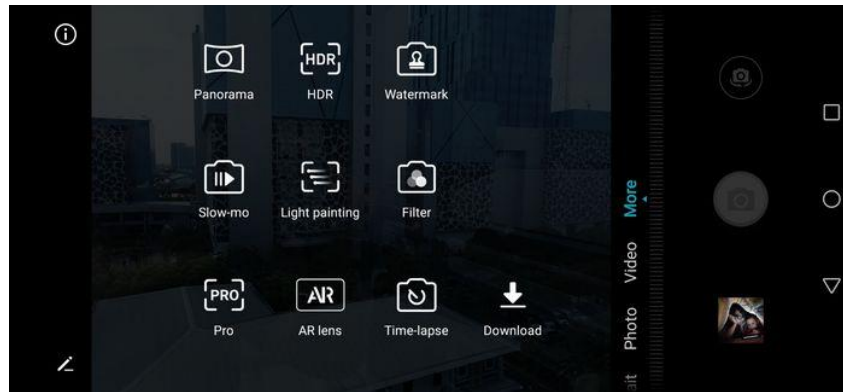 Panorama
HDR
HDR
Watermark
Slow-mo
Light painting
Filter
PRO
Pro
AR
AR lens
Time-lapse
Download
More
Video
Photo
ait